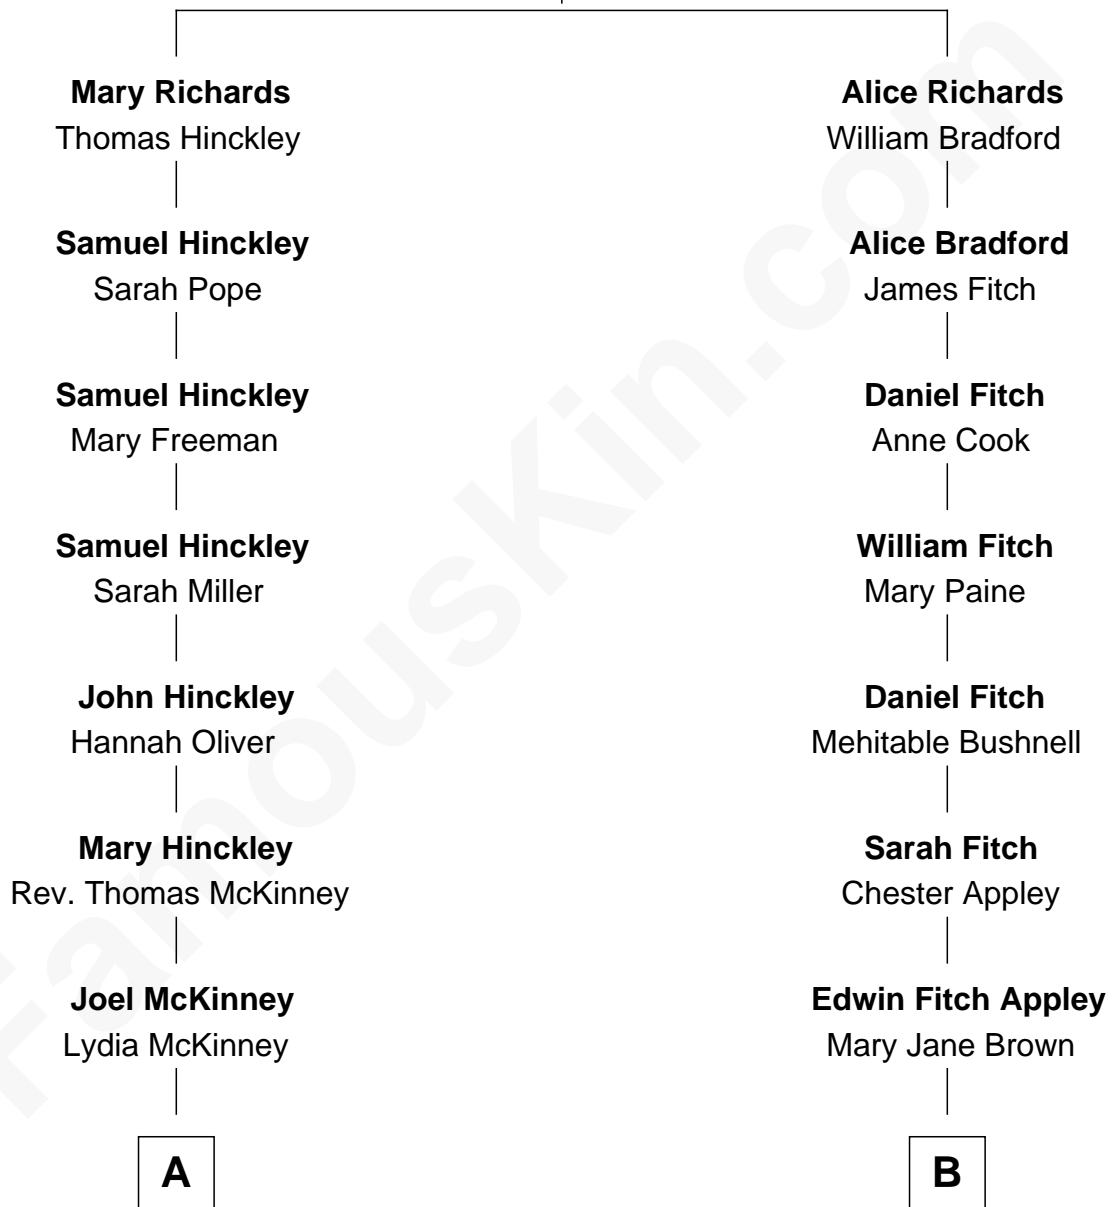 Mary Richards
Thomas Hinckley
Samuel Hinckley
Sarah Pope
Samuel Hinckley
Mary Freeman
Samuel Hinckley
Sarah Miller
John Hinckley
Hannah Oliver
Mary Hinckley
Rev. Thomas McKinney
Joel McKinney
Lydia McKinney
A
Alice Richards
William Bradford
Alice Bradford
James Fitch
Daniel Fitch
Anne Cook
William Fitch
Mary Paine
Daniel Fitch
Mehitable Bushnell
Sarah Fitch
Chester Appley
Edwin Fitch Appley
Mary Jane Brown
B
FamousKin.com